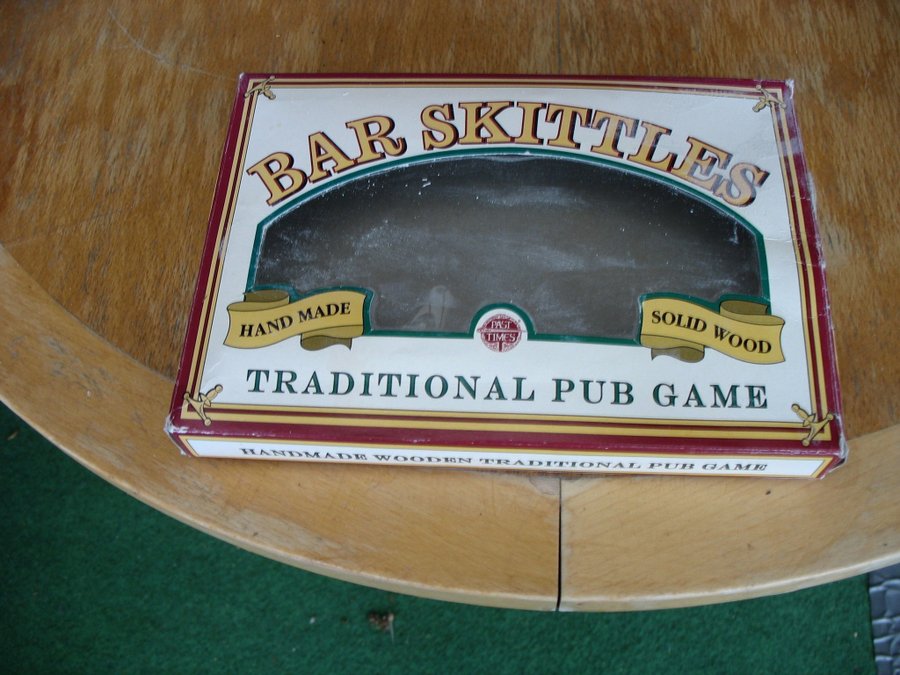 BAR SKITTLES
HAND MADE
PAST
TIMES
SOLID WOOD
TRADITIONAL PUB GAME
HANDMADE WOODEN TRADITIONAL PUB GAME